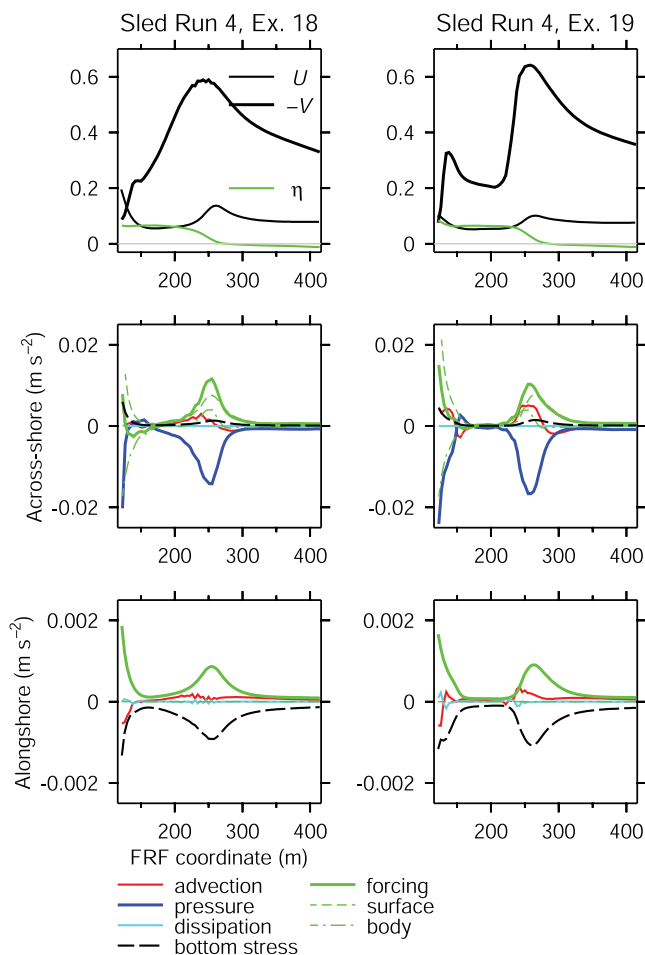 Sled Run 4, Ex. 18
Sled Run 4, Ex. 19
0.6
0.4
0.2
0
U
−V
η
200 300 400
0.6
0.4
0.2
0
200 300 400
Across-shore (m s⁻²)
0.02
0
-0.02
200 300 400
0.02
0
-0.02
200 300 400
Alongshore (m s⁻²)
0.002
0
-0.002
200 300 400
0.002
0
-0.002
200 300 400
FRF coordinate (m)
advection
pressure
dissipation
bottom stress
forcing
surface
body